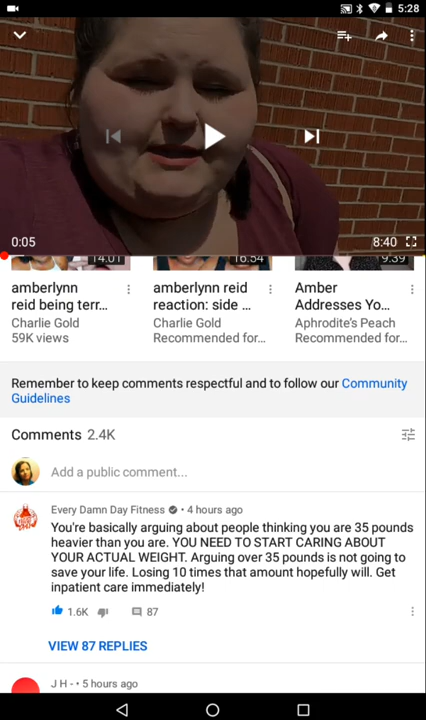 5:28
0:05
8:40
14:01
16:54
9:39
amberlynn
reid being terr...
Charlie Gold
59K views
amberlynn reid
reaction: side ...
Charlie Gold
Recommended for...
Amber
Addresses Yo...
Aphrodite's Peach
Recommended for...
Remember to keep comments respectful and to follow our Community
Guidelines
Comments 2.4K
Add a public comment...
Every Damn Day Fitness • 4 hours ago
You're basically arguing about people thinking you are 35 pounds
heavier than you are. YOU NEED TO START CARING ABOUT
YOUR ACTUAL WEIGHT. Arguing over 35 pounds is not going to
save your life. Losing 10 times that amount hopefully will. Get
inpatient care immediately!
1.6K 87
VIEW 87 REPLIES
J H - • 5 hours ago